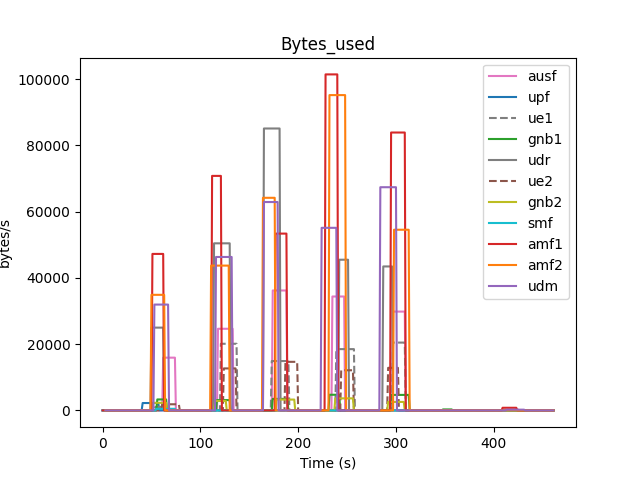 Bytes_used
bytes/s
100000
80000
60000
40000
20000
0
0 100 200 300 400
Time (s)
ausf
upf
ue1
gnb1
udr
ue2
gnb2
smf
amf1
amf2
udm